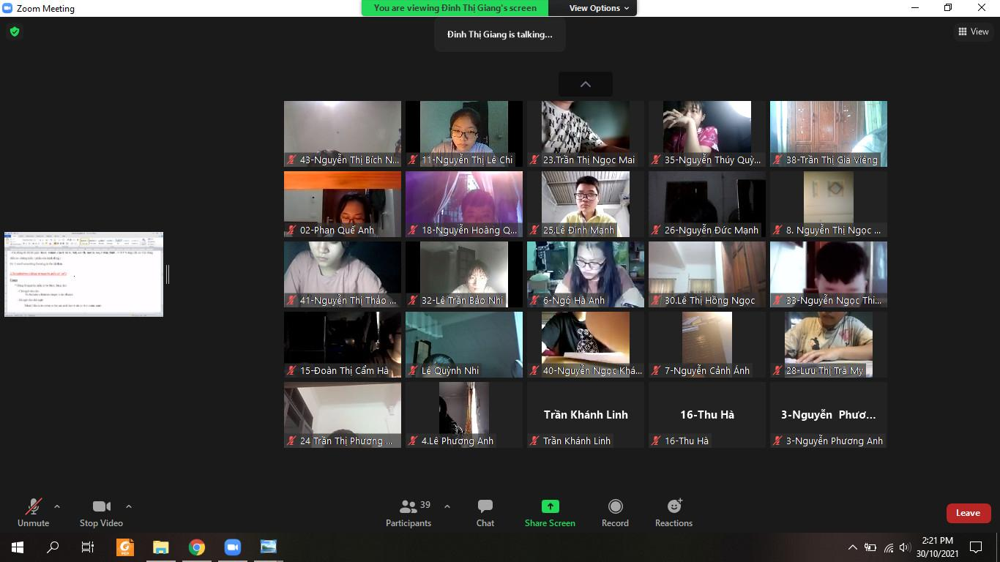 Zoom Meeting
You are viewing Đinh Thị Giang's screen
View Options
Đinh Thị Giang is talking...
View
43-Nguyễn Thị Bích N...
11-Nguyễn Thị Lê Chi
23.Trần Thị Ngọc Mai
35-Nguyễn Thúy Quỳ...
38-Trần Thị Gia Viêng
02-Phan Quế Anh
18-Nguyễn Hoàng Q...
25.Lê Đình Mạnh
26-Nguyễn Đức Mạnh
8. Nguyễn Thị Ngọc ...
41-Nguyễn Thị Thảo ...
32-Lê Trần Bảo Nhi
6-Ngô Hà Anh
30.Lê Thị Hồng Ngọc
33-Nguyễn Ngọc Thi...
15-Đoàn Thị Cẩm Hà
Lê Quỳnh Nhi
40-Nguyễn Ngọc Khá...
7-Nguyễn Cảnh Ánh
28-Lưu Thị Trà My
24 Trần Thị Phương ...
4.Lê Phương Anh
Trần Khánh Linh
Trần Khánh Linh
16-Thu Hà
16-Thu Hà
3-Nguyễn Phươ...
3-Nguyễn Phương Anh
Unmute
Stop Video
39
Participants
Chat
Share Screen
Record
Reactions
Leave
PDF
2:21 PM
30/10/2021